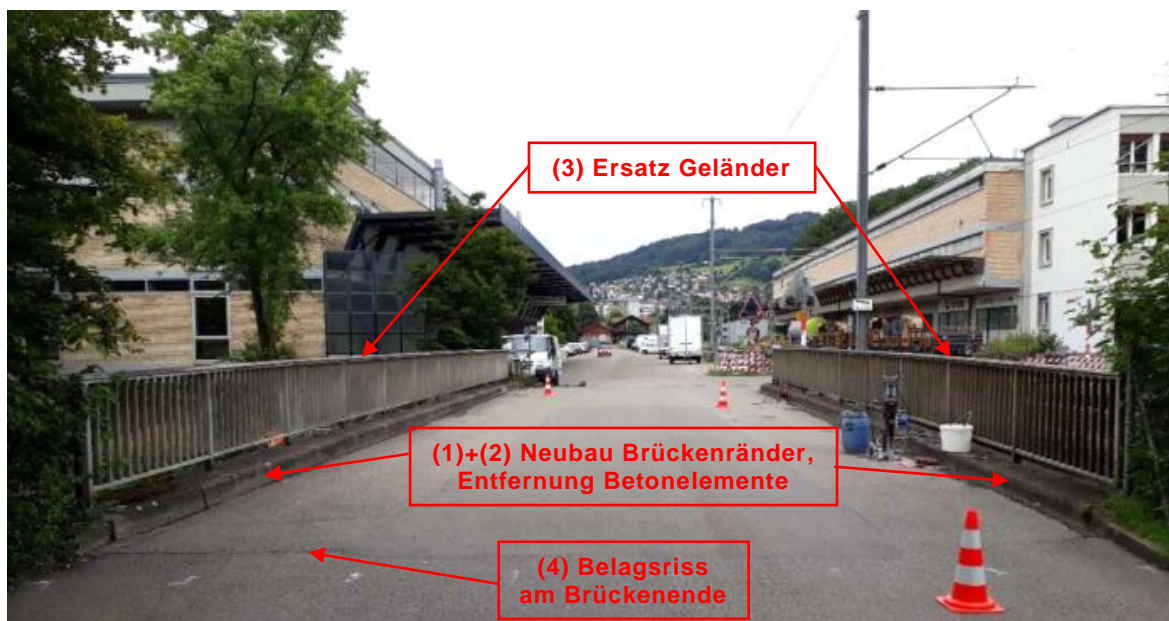 (3) Ersatz Geländer
(1)+(2) Neubau Brückenränder,
Entfernung Betonelemente
(4) Belagsriss
am Brückenende